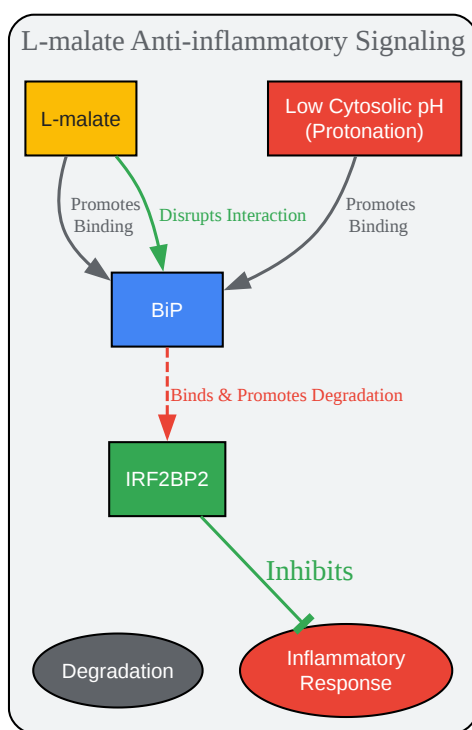 L-malate Anti-inflammatory Signaling
L-malate
Low Cytosolic pH
(Protonation)
Promotes
Binding
Disrupts Interaction
Promotes
Binding
BiP
Binds & Promotes Degradation
IRF2BP2
Inhibits
Degradation
Inflammatory
Response